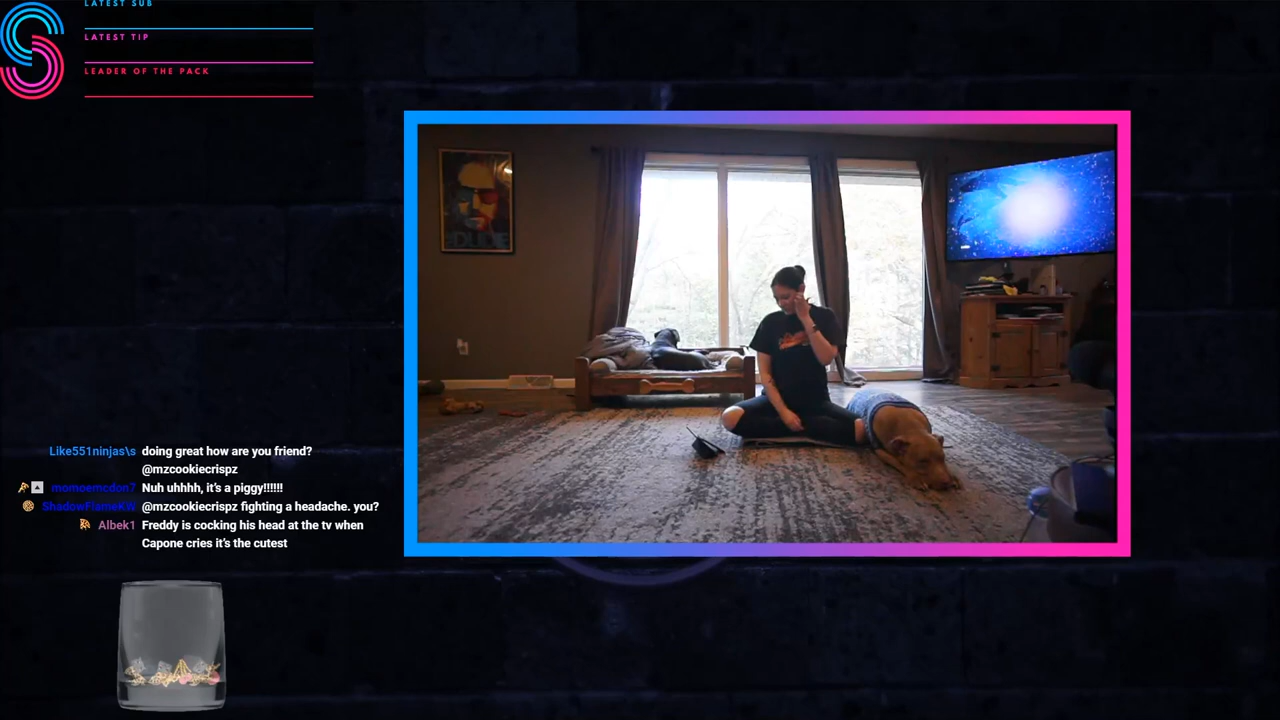 LATEST SUB
LATEST TIP
LEADER OF THE PACK
DUDE
Like551ninjas\s doing great how are you friend?
@mzcookiecrispz
momoemcdon7 Nuh uhhhh, it's a piggy!!!!!!
ShadowFlameKW @mzcookiecrispz fighting a headache. you?
Albek1 Freddy is cocking his head at the tv when
Capone cries it's the cutest